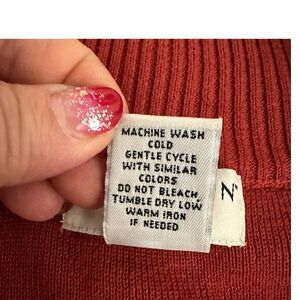 MACHINE WASH
COLD
GENTLE CYCLE
WITH SIMILAR
COLORS
DO NOT BLEACH
TUMBLE DRY LOW
WARM IRON
IF NEEDED